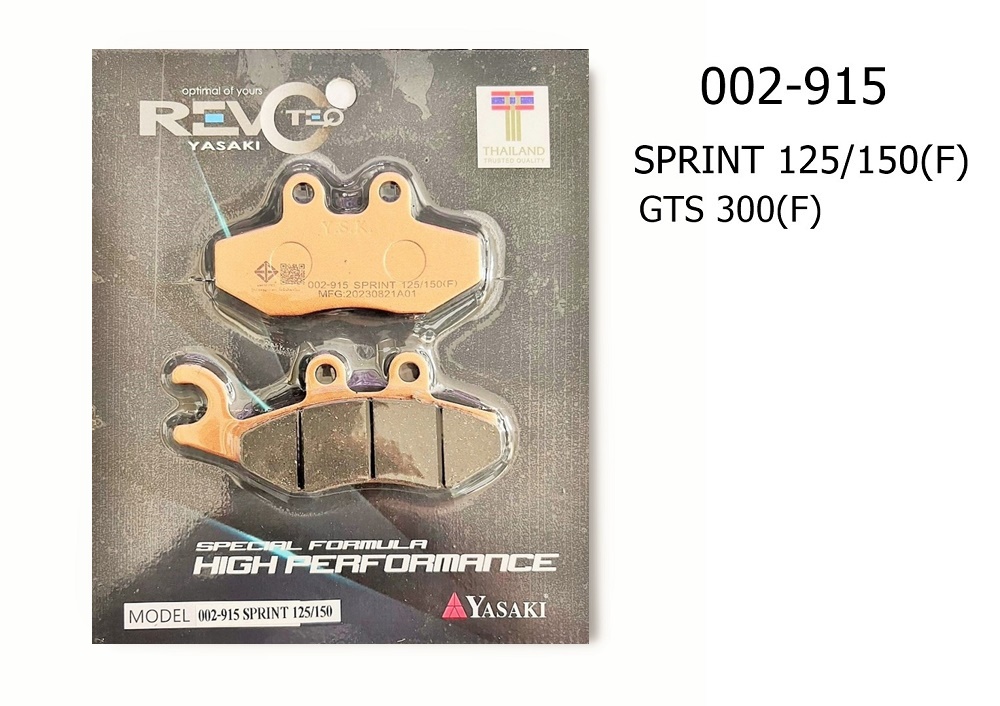 002-915
SPRINT 125/150(F)
GTS 300(F)
optimal of yours
REVO TEQ
YASAKI
THAILAND
TRUSTED QUALITY
Y.S.K.
002-915 SPRINT 125/150(F)
MFG:20230821A01
SPECIAL FORMULA
HIGH PERFORMANCE
MODEL 002-915 SPRINT 125/150
YASAKI